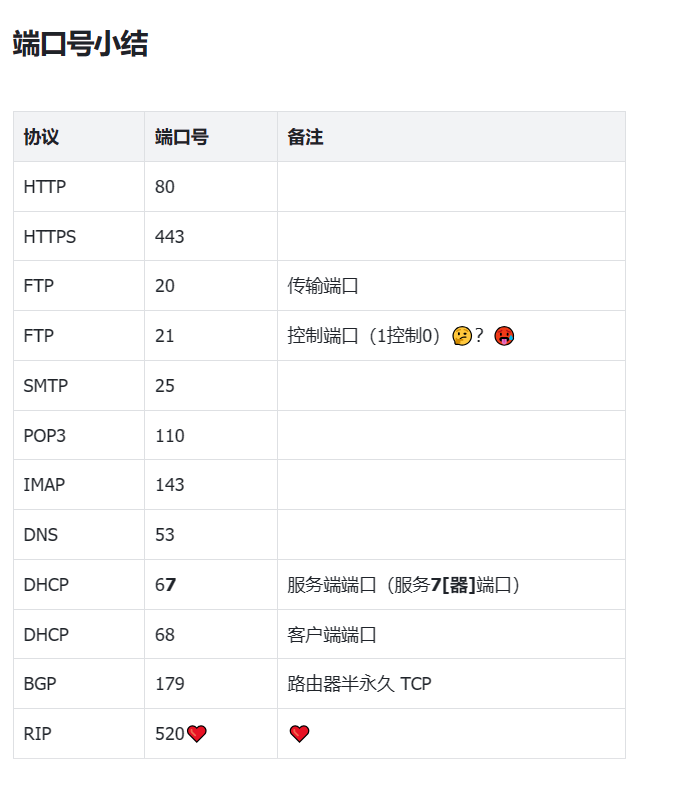 端口号小结
协议 端口号 备注
HTTP 80
HTTPS 443
FTP 20 传输端口
FTP 21 控制端口（1控制0）🤔？🥵
SMTP 25
POP3 110
IMAP 143
DNS 53
DHCP 67 服务端端口（服务7[器]端口）
DHCP 68 客户端端口
BGP 179 路由器半永久 TCP
RIP 520❤️ ❤️